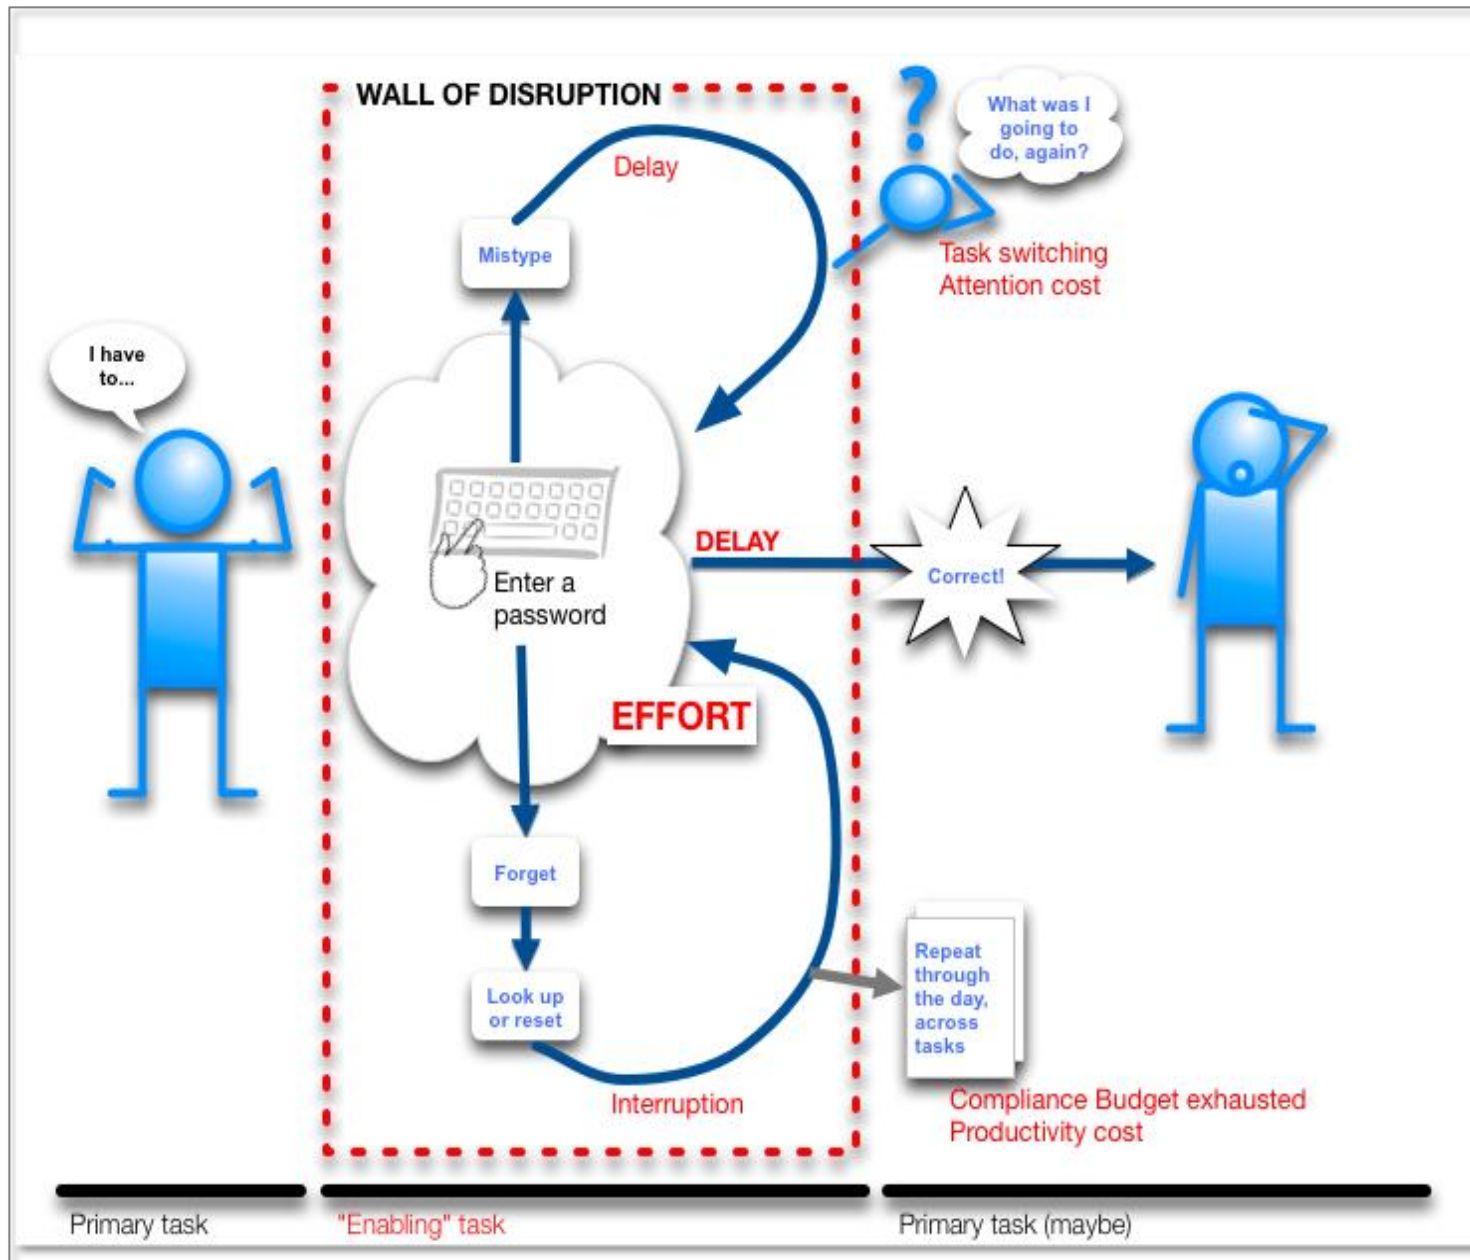 WALL OF DISRUPTION
What was I
going to
do, again?
Delay
Mistype
Task switching
Attention cost
I have
to...
DELAY
Correct!
Enter a
password
EFFORT
Forget
Look up
or reset
Repeat
through
the day,
across
tasks
Interruption
Compliance Budget exhausted
Productivity cost
Primary task
"Enabling" task
Primary task (maybe)